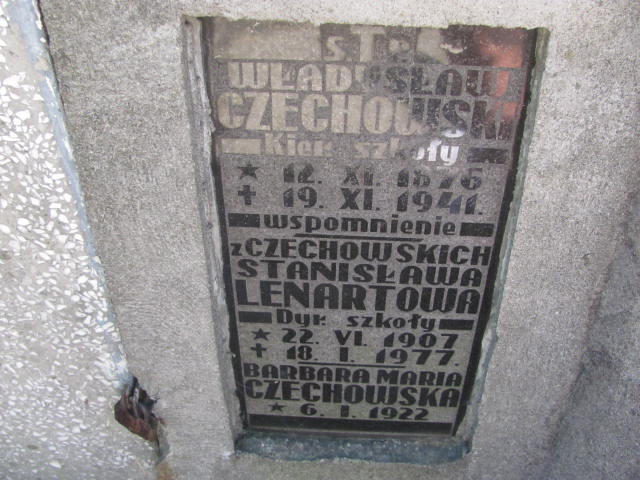 Ś†P
WŁADYSŁAW
CZECHOWSKI
Kier. szkoły
* 12. XI. 1876
† 19. XI. 1941.
wspomnienie
z CZECHOWSKICH
STANISŁAWA
LENARTOWA
Dyr. szkoły
* 22. VI. 1907
† 18. I. 1977.
BARBARA MARIA
CZECHOWSKA
* 6. I. 1922